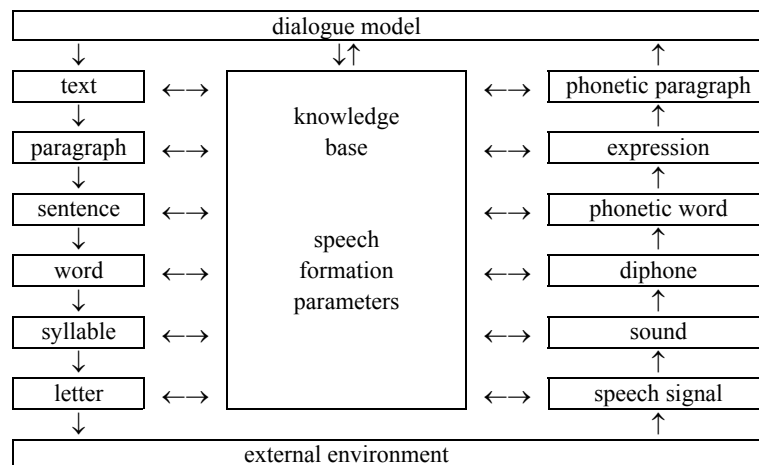 dialogue model
↓ ↓↑ ↑
text ←→ ←→ phonetic paragraph
knowledge
↓ ↑
paragraph ←→ base ←→ expression
↓ ↑
sentence ←→ ←→ phonetic word
speech
↓ ↑
word ←→ formation ←→ diphone
parameters
↓ ↑
syllable ←→ ←→ sound
↓ ↑
letter ←→ ←→ speech signal
↓ ↑
external environment